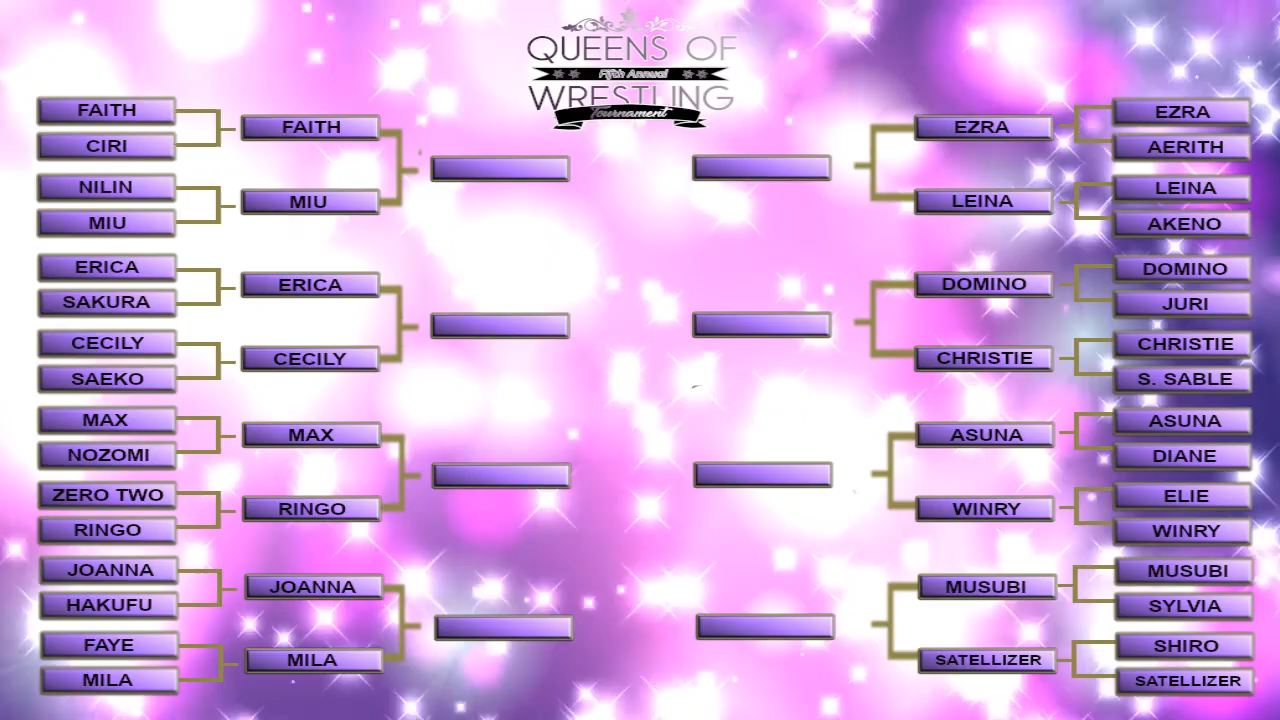 QUEENS OF
Fifth Annual
WRESTLING
Tournament
FAITH
CIRI
NILIN
MIU
ERICA
SAKURA
CECILY
SAEKO
MAX
NOZOMI
ZERO TWO
RINGO
JOANNA
HAKUFU
FAYE
MILA
FAITH
MIU
ERICA
CECILY
MAX
RINGO
JOANNA
MILA
EZRA
LEINA
DOMINO
CHRISTIE
ASUNA
WINRY
MUSUBI
SATELLIZER
EZRA
AERITH
LEINA
AKENO
DOMINO
JURI
CHRISTIE
S. SABLE
ASUNA
DIANE
ELIE
WINRY
MUSUBI
SYLVIA
SHIRO
SATELLIZER